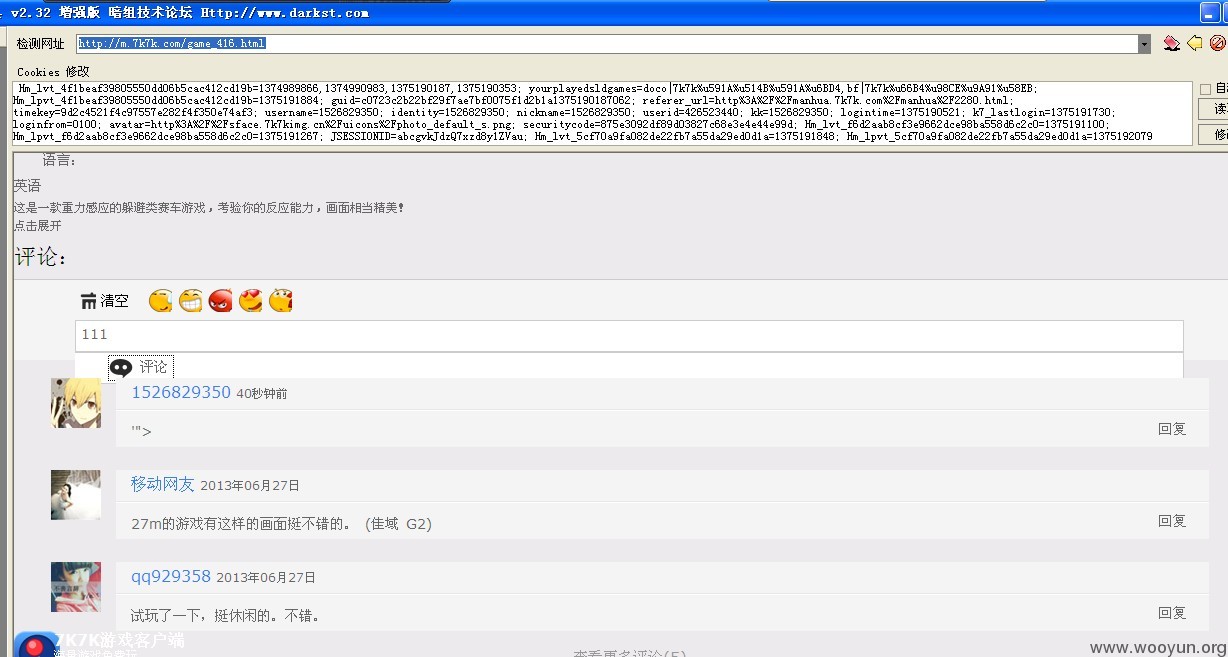 v2.32 增强版 暗组技术论坛 Http://www.darkst.com
检测网址 http://m.7k7k.com/game_416.html
Cookies 修改
Hm_lvt_4f1beaf39805550dd06b5cac412cd19b=1374989866,1374990983,1375190187,1375190353; yourplayedsldgames=doco|7k7k%u591A%u514B%u591A%u6BD4,bf|7k7k%u66B4%u98CE%u9A91%u58EB;
Hm_lpvt_4f1beaf39805550dd06b5cac412cd19b=1375191884; guid=c0723c2b22bf29f7ae7bf0075f1d2b1a1375190187062; referer_url=http%3A%2F%2Fmanhua.7k7k.com%2Fmanhua%2F2280.html;
timekey=9d2c4521f4c97557e282f4f350e74af3; username=1526829350; identity=1526829350; nickname=1526829350; userid=426523440; kk=1526829350; logintime=1375190521; k7_lastlogin=1375191730;
loginfrom=0100; avatar=http%3A%2F%2Fsface.7k7kimg.cn%2Fuicons%2Fphoto_default_s.png; securitycode=875e3092df89d03827c68e3e4e44e99d; Hm_lvt_f6d2aab8cf3e9662dce98ba558d6c2c0=1375191100;
Hm_lpvt_f6d2aab8cf3e9662dce98ba558d6c2c0=1375191267; JSESSIONID=abcgvkJdzQ7xzd8ylZVau; Hm_lvt_5cf70a9fa082de22fb7a55da29ed0d1a=1375191848; Hm_lpvt_5cf70a9fa082de22fb7a55da29ed0d1a=1375192079
语言：
英语
这是一款重力感应的躲避类赛车游戏，考验你的反应能力，画面相当精美！
点击展开
评论：
清空
111
评论
1526829350 40秒钟前
'">
回复
移动网友 2013年06月27日
27m的游戏有这样的画面挺不错的。（佳域 G2）
回复
qq929358 2013年06月27日
试玩了一下，挺休闲的。不错。
回复
7K7K游戏客户端
查看更多评论(5)
www.wooyun.org